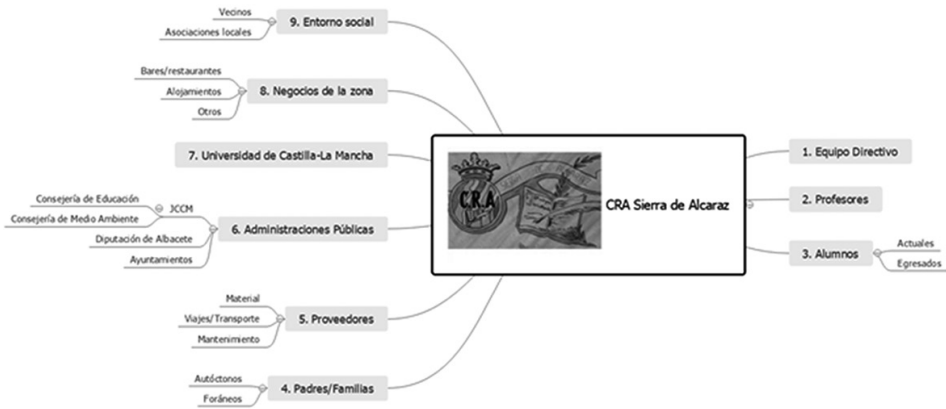 9. Entorno social
Vecinos
Asociaciones locales
8. Negocios de la zona
Bares/restaurantes
Alojamientos
Otros
7. Universidad de Castilla-La Mancha
6. Administraciones Públicas
JCCM
Consejería de Educación
Consejería de Medio Ambiente
Diputación de Albacete
Ayuntamientos
5. Proveedores
Material
Viajes/Transporte
Mantenimiento
4. Padres/Familias
Autóctonos
Foráneos
C.R.A
CRA Sierra de Alcaraz
1. Equipo Directivo
2. Profesores
3. Alumnos
Actuales
Egresados